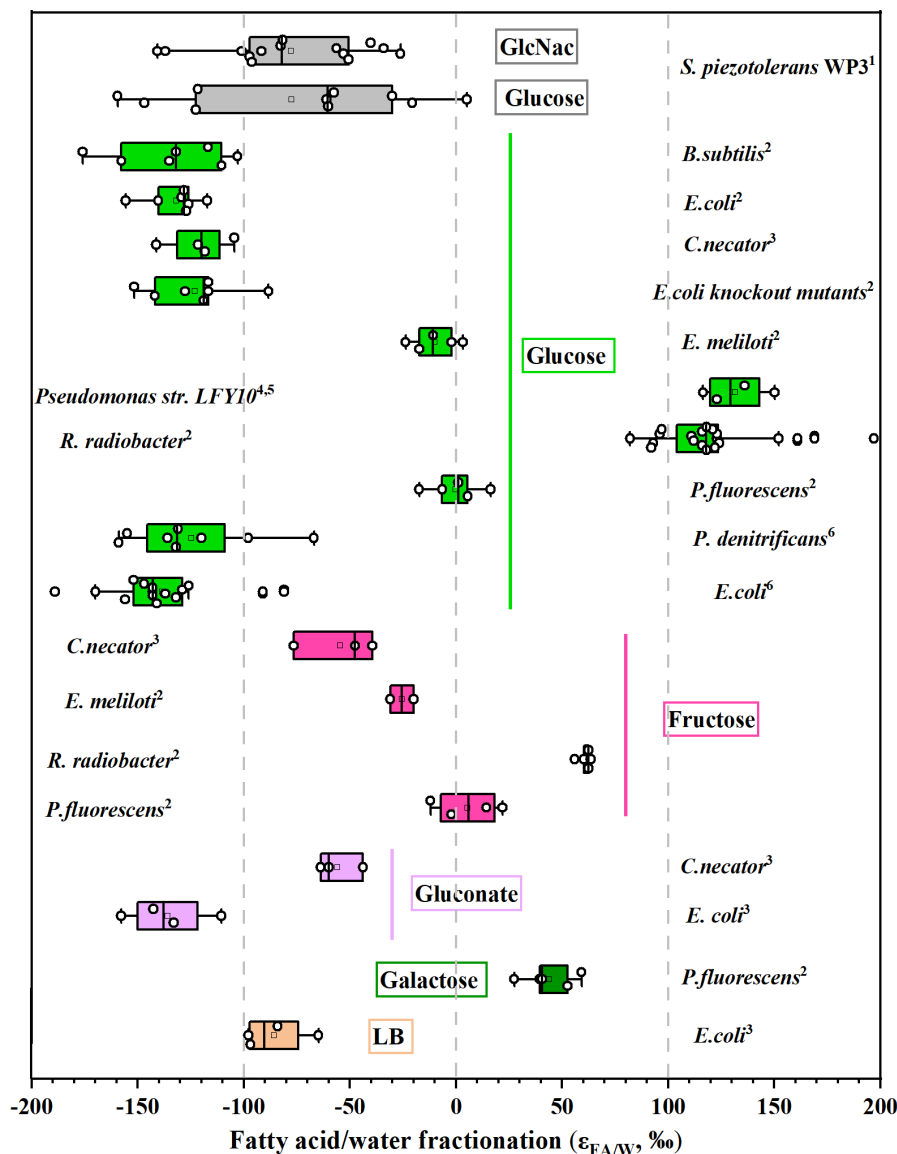 GlcNac
S. piezotolerans WP3¹
Glucose
B.subtilis²
E.coli²
C.necator³
E.coli knockout mutants²
E. meliloti²
Glucose
Pseudomonas str. LFY10⁴,⁵
R. radiobacter²
P.fluorescens²
P. denitrificans⁶
E.coli⁶
C.necator³
E. meliloti²
Fructose
R. radiobacter²
P.fluorescens²
C.necator³
Gluconate
E. coli³
Galactose
P.fluorescens²
LB
E.coli³
-200 -150 -100 -50 0 50 100 150 200
Fatty acid/water fractionation (εFA/W, ‰)